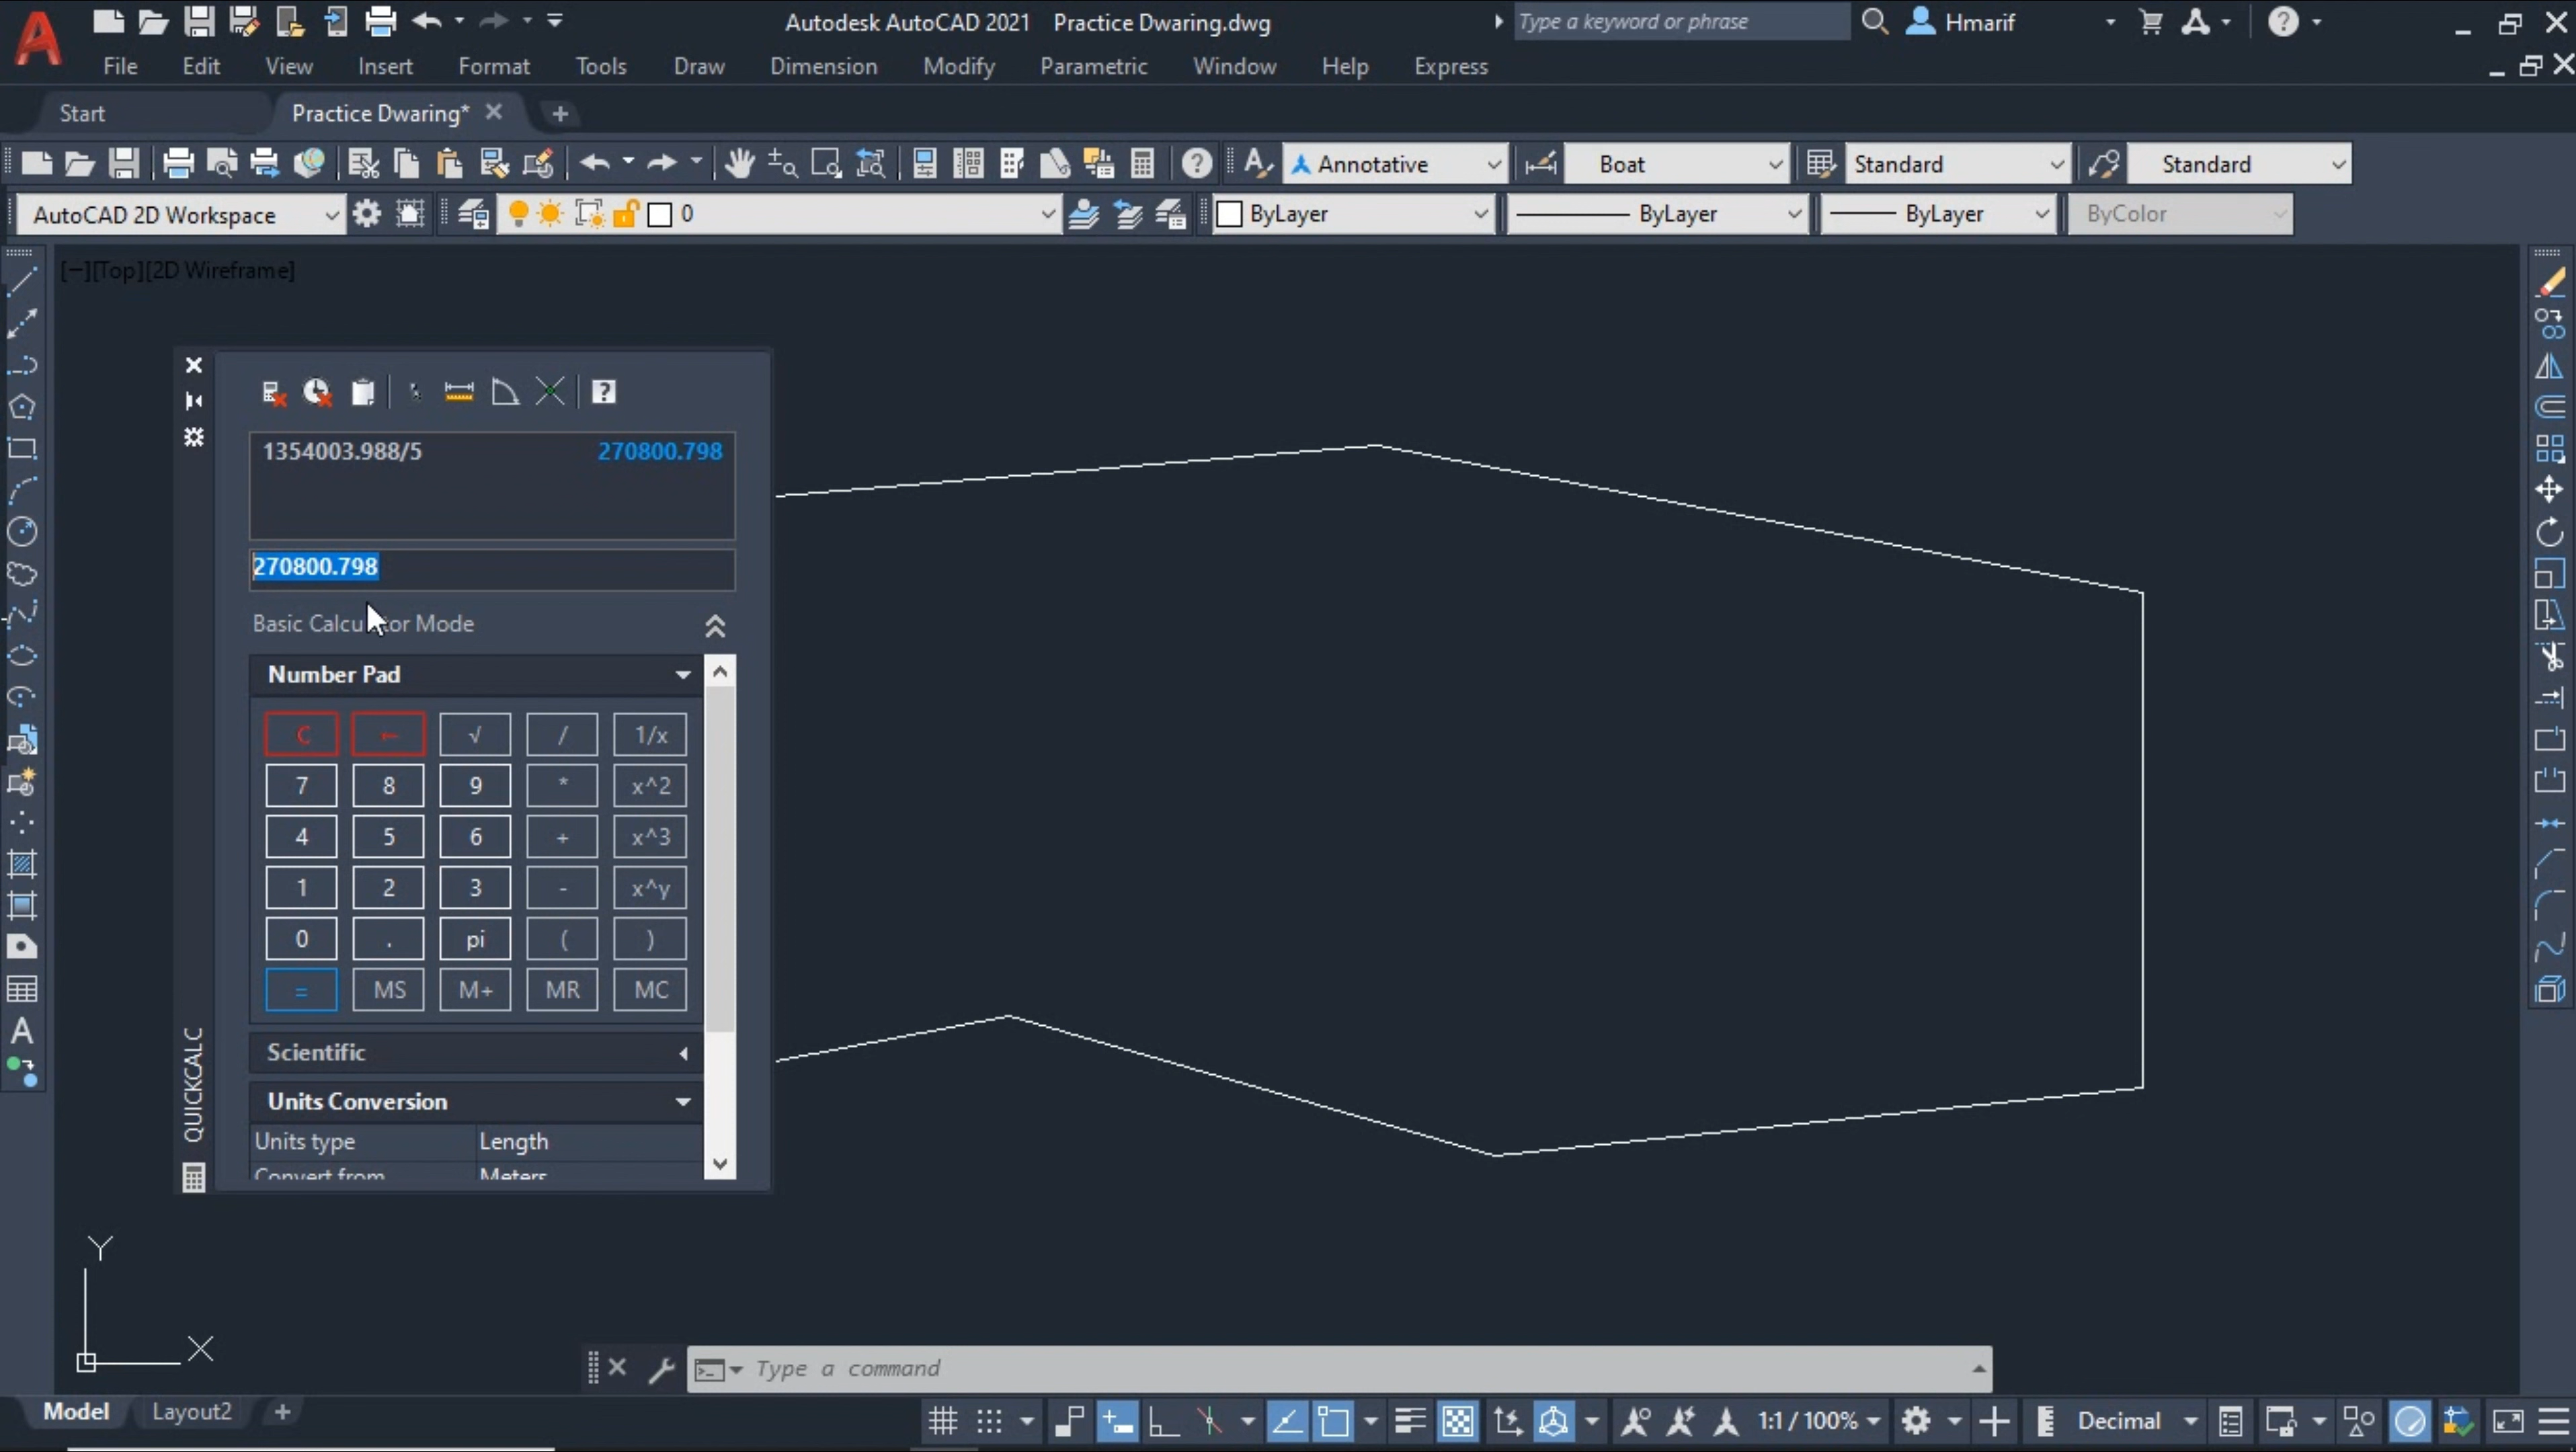 Autodesk AutoCAD 2021 Practice Dwaring.dwg Type a keyword or phrase Hmarif
File Edit View Insert Format Tools Draw Dimension Modify Parametric Window Help Express
Start Practice Dwaring*
Annotative Boat Standard Standard
AutoCAD 2D Workspace 0 ByLayer ByLayer ByLayer ByColor
[−][Top][2D Wireframe]
1354003.988/5 270800.798
270800.798
Basic Calculator Mode
Number Pad
C ← √ / 1/x
7 8 9 * x^2
4 5 6 + x^3
1 2 3 - x^y
0 . pi ( )
= MS M+ MR MC
Scientific
Units Conversion
Units type Length
Convert from Meters
QUICKCALC
Y
X
Type a command
Model Layout2 1:1 / 100% Decimal